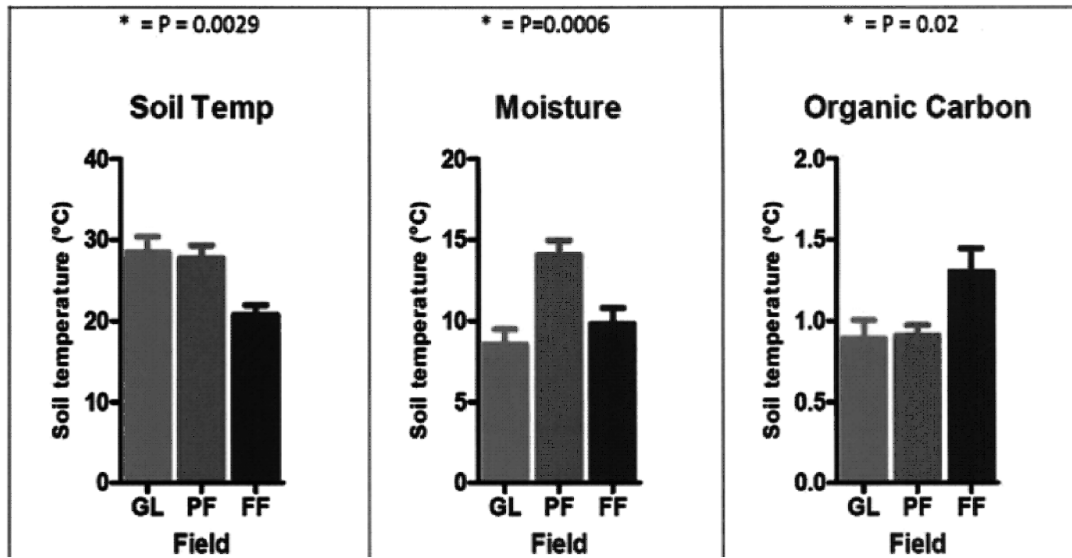 * = P = 0.0029
Soil Temp
Soil temperature (°C)
40
30
20
10
0
GL PF FF
Field
* = P=0.0006
Moisture
Soil temperature (°C)
20
15
10
5
0
GL PF FF
Field
* = P = 0.02
Organic Carbon
Soil temperature (°C)
2.0
1.5
1.0
0.5
0.0
GL PF FF
Field